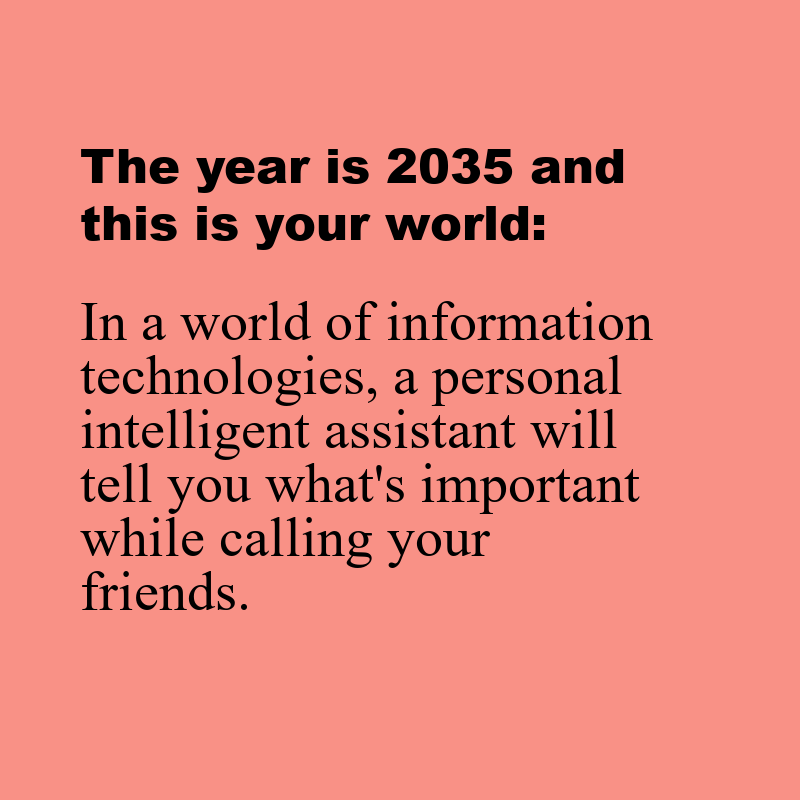 The year is 2035 and
this is your world:
In a world of information
technologies, a personal
intelligent assistant will
tell you what's important
while calling your
friends.